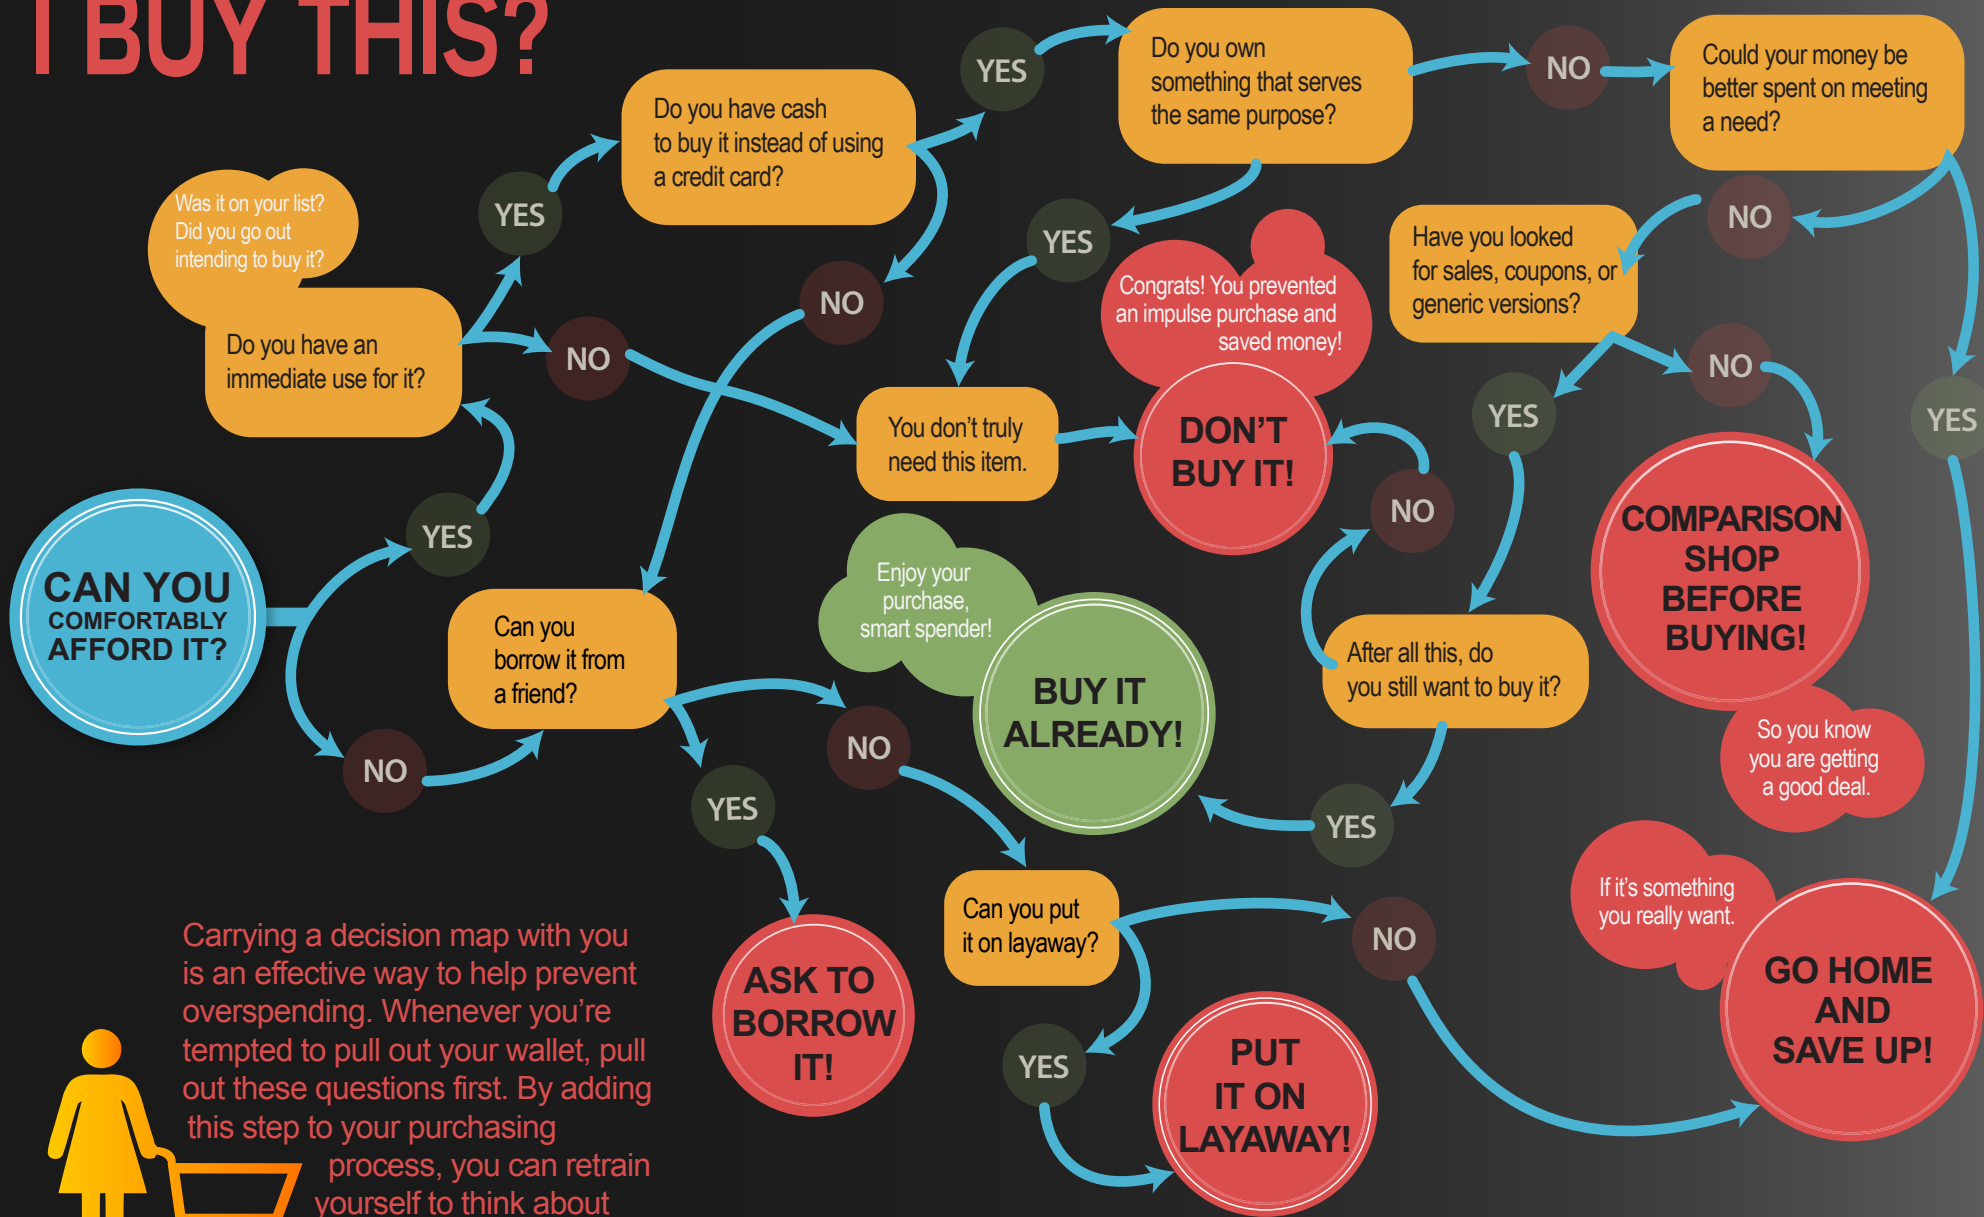 I BUY THIS?
CAN YOU
COMFORTABLY
AFFORD IT?
YES
NO
Was it on your list?
Did you go out
intending to buy it?
Do you have an
immediate use for it?
YES
NO
Do you have cash
to buy it instead of using
a credit card?
YES
NO
Do you own
something that serves
the same purpose?
YES
NO
Could your money be
better spent on meeting
a need?
NO
YES
Have you looked
for sales, coupons, or
generic versions?
YES
NO
You don't truly
need this item.
Congrats! You prevented
an impulse purchase and
saved money!
DON'T
BUY IT!
NO
COMPARISON
SHOP
BEFORE
BUYING!
So you know
you are getting
a good deal.
After all this, do
you still want to buy it?
YES
Enjoy your
purchase,
smart spender!
BUY IT
ALREADY!
Can you
borrow it from
a friend?
YES
NO
ASK TO
BORROW
IT!
Can you put
it on layaway?
YES
NO
PUT
IT ON
LAYAWAY!
If it's something
you really want.
GO HOME
AND
SAVE UP!
Carrying a decision map with you
is an effective way to help prevent
overspending. Whenever you're
tempted to pull out your wallet, pull
out these questions first. By adding
this step to your purchasing
process, you can retrain
yourself to think about